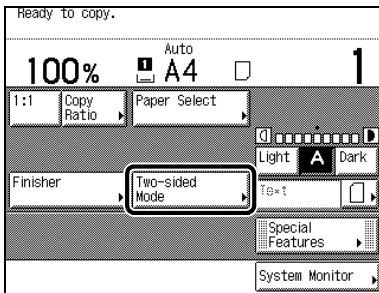 Ready to copy.
100% 1 Auto A4 1
1:1 Copy Ratio Paper Select
Light A Dark
Finisher Two-sided Mode Text
Special Features
System Monitor